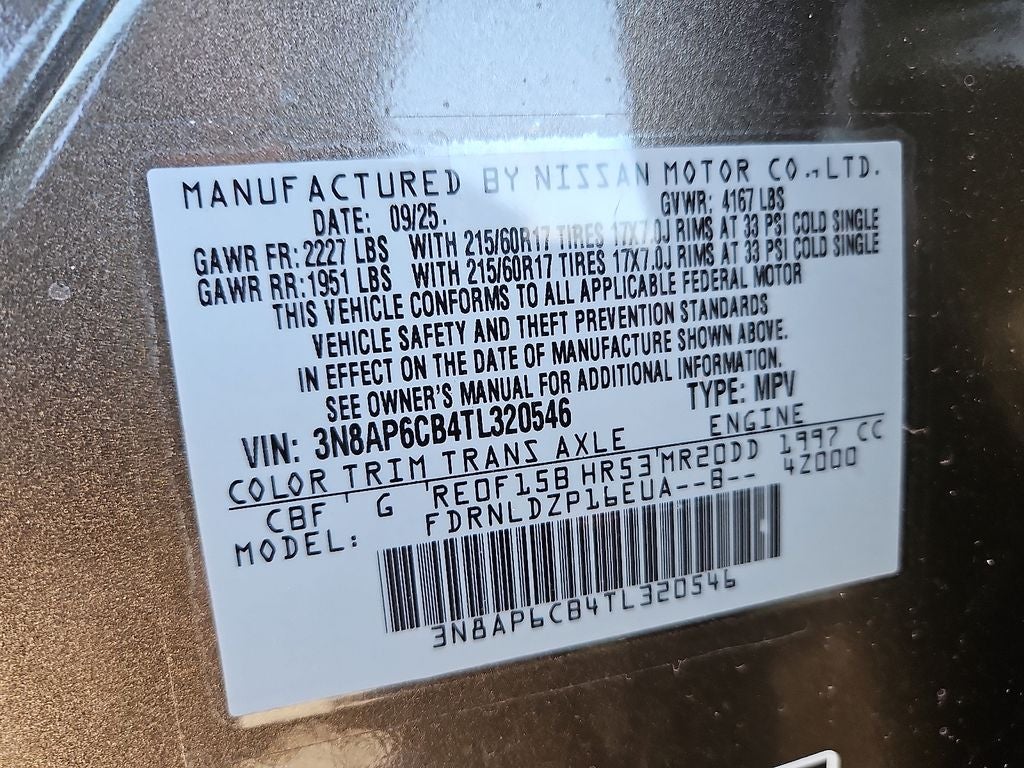 MANUFACTURED BY NISSAN MOTOR CO.,LTD.
DATE: 09/25. GVWR: 4167 LBS
GAWR FR: 2227 LBS WITH 215/60R17 TIRES 17X7.0J RIMS AT 33 PSI COLD SINGLE
GAWR RR: 1951 LBS WITH 215/60R17 TIRES 17X7.0J RIMS AT 33 PSI COLD SINGLE
THIS VEHICLE CONFORMS TO ALL APPLICABLE FEDERAL MOTOR
VEHICLE SAFETY AND THEFT PREVENTION STANDARDS
IN EFFECT ON THE DATE OF MANUFACTURE SHOWN ABOVE.
SEE OWNER'S MANUAL FOR ADDITIONAL INFORMATION.
VIN: 3N8AP6CB4TL320546 TYPE: MPV
COLOR TRIM TRANS AXLE ENGINE
CBF G RE0F15B HR53 MR20DD 1997 CC
MODEL: FDRNLDZP16EUA--B-- 4Z000
3N8AP6CB4TL320546